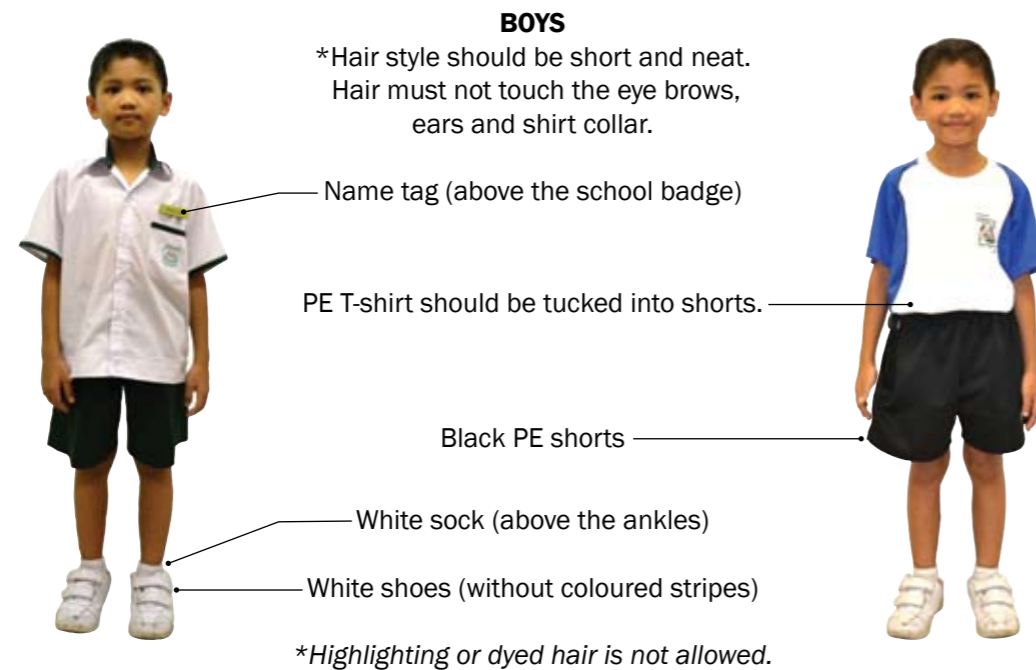 BOYS
*Hair style should be short and neat.
Hair must not touch the eye brows,
ears and shirt collar.
Name tag (above the school badge)
PE T-shirt should be tucked into shorts.
Black PE shorts
White sock (above the ankles)
White shoes (without coloured stripes)
*Highlighting or dyed hair is not allowed.